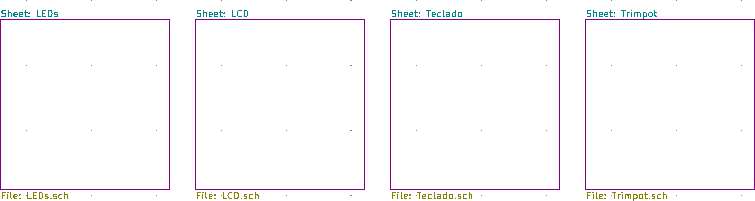 Sheet: LEDs
Sheet: LCD
Sheet: Teclado
Sheet: Trimpot
File: LEDs.sch
File: LCD.sch
File: Teclado.sch
File: Trimpot.sch